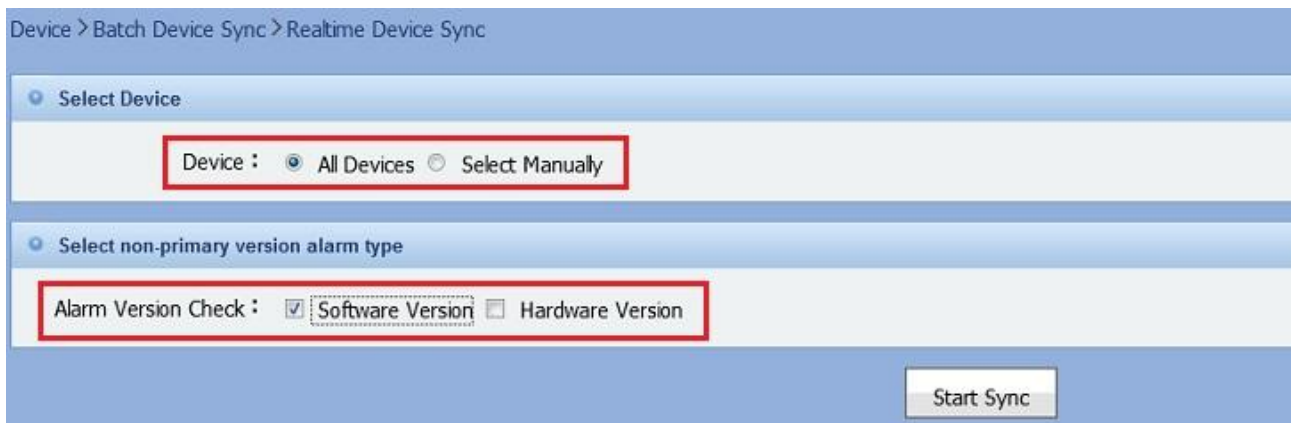 Device > Batch Device Sync > Realtime Device Sync
Select Device
Device : All Devices Select Manually
Select non-primary version alarm type
Alarm Version Check : Software Version Hardware Version
Start Sync